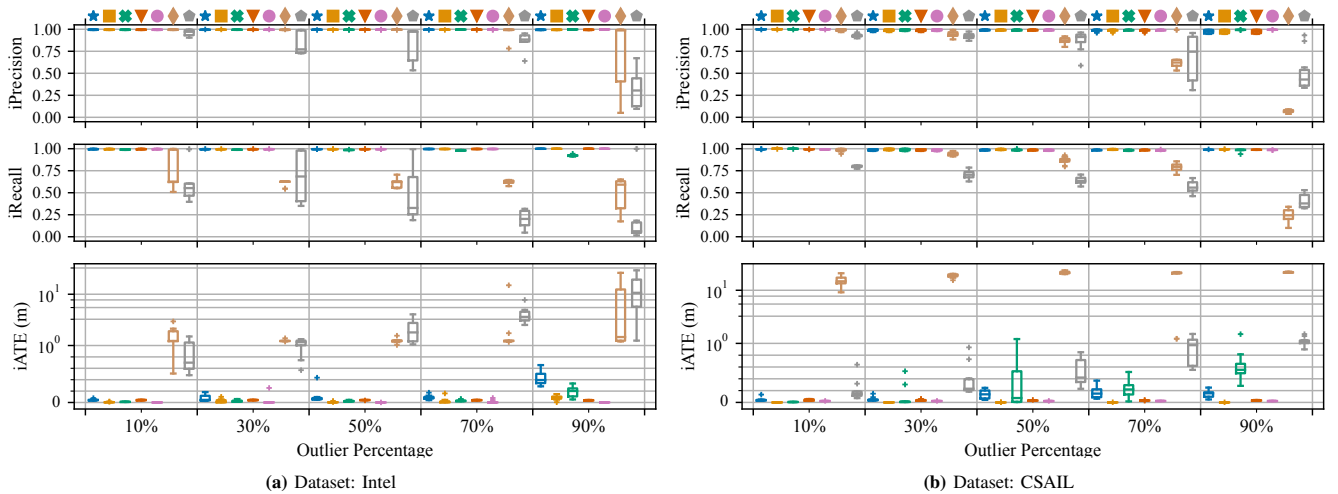 iPrecision
1.00
0.75
0.50
0.25
0.00
iRecall
1.00
0.75
0.50
0.25
0.00
iATE (m)
10¹
10⁰
0
10% 30% 50% 70% 90%
Outlier Percentage
(a) Dataset: Intel
iPrecision
1.00
0.75
0.50
0.25
0.00
iRecall
1.00
0.75
0.50
0.25
0.00
iATE (m)
10¹
10⁰
0
10% 30% 50% 70% 90%
Outlier Percentage
(b) Dataset: CSAIL